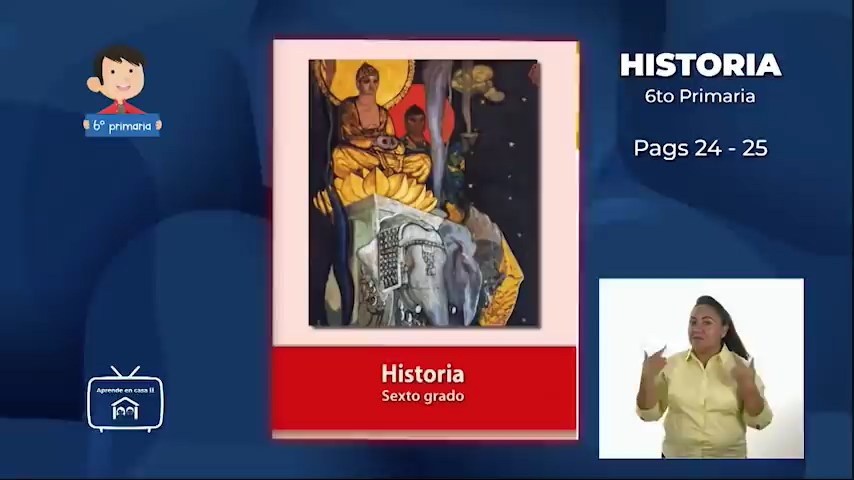 6° primaria
HISTORIA
6to Primaria
Pags 24 - 25
Historia
Sexto grado
Aprende en casa II